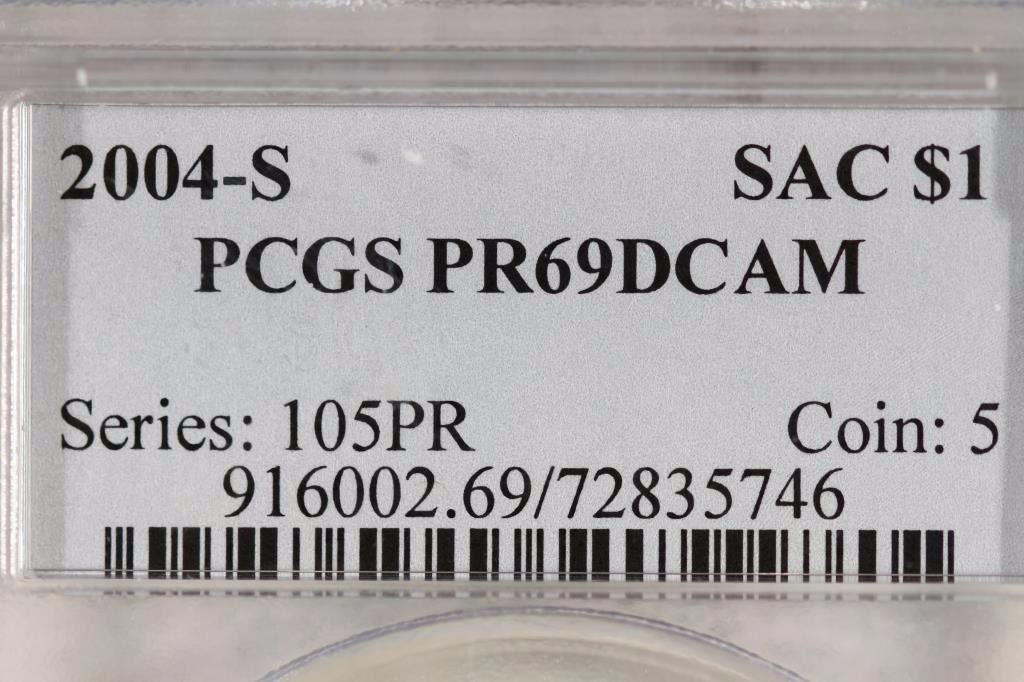 2004-S SAC $1
PCGS PR69DCAM
Series: 105PR Coin: 5
916002.69/72835746